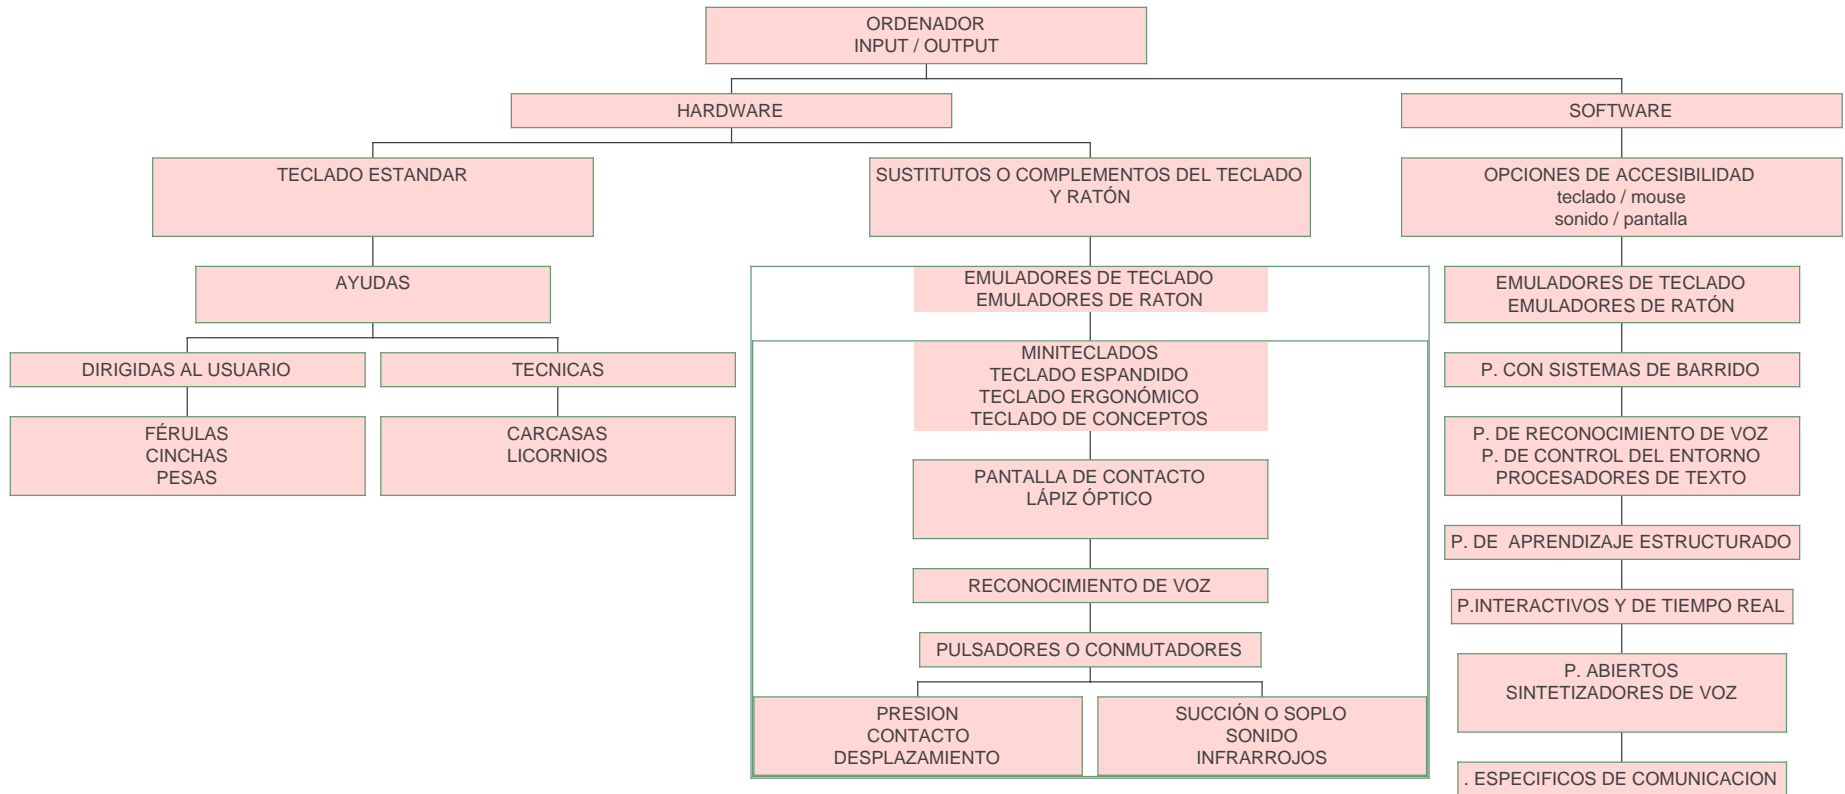 ORDENADOR
INPUT / OUTPUT
HARDWARE
SOFTWARE
TECLADO ESTANDAR
SUSTITUTOS O COMPLEMENTOS DEL TECLADO
Y RATÓN
OPCIONES DE ACCESIBILIDAD
teclado / mouse
sonido / pantalla
AYUDAS
EMULADORES DE TECLADO
EMULADORES DE RATON
EMULADORES DE TECLADO
EMULADORES DE RATÓN
DIRIGIDAS AL USUARIO
TECNICAS
MINITECLADOS
TECLADO ESPANDIDO
TECLADO ERGONÓMICO
TECLADO DE CONCEPTOS
P. CON SISTEMAS DE BARRIDO
FÉRULAS
CINCHAS
PESAS
CARCASAS
LICORNIOS
PANTALLA DE CONTACTO
LÁPIZ ÓPTICO
P. DE RECONOCIMIENTO DE VOZ
P. DE CONTROL DEL ENTORNO
PROCESADORES DE TEXTO
P. DE APRENDIZAJE ESTRUCTURADO
RECONOCIMIENTO DE VOZ
P.INTERACTIVOS Y DE TIEMPO REAL
PULSADORES O CONMUTADORES
P. ABIERTOS
SINTETIZADORES DE VOZ
PRESION
CONTACTO
DESPLAZAMIENTO
SUCCIÓN O SOPLO
SONIDO
INFRARROJOS
. ESPECIFICOS DE COMUNICACION